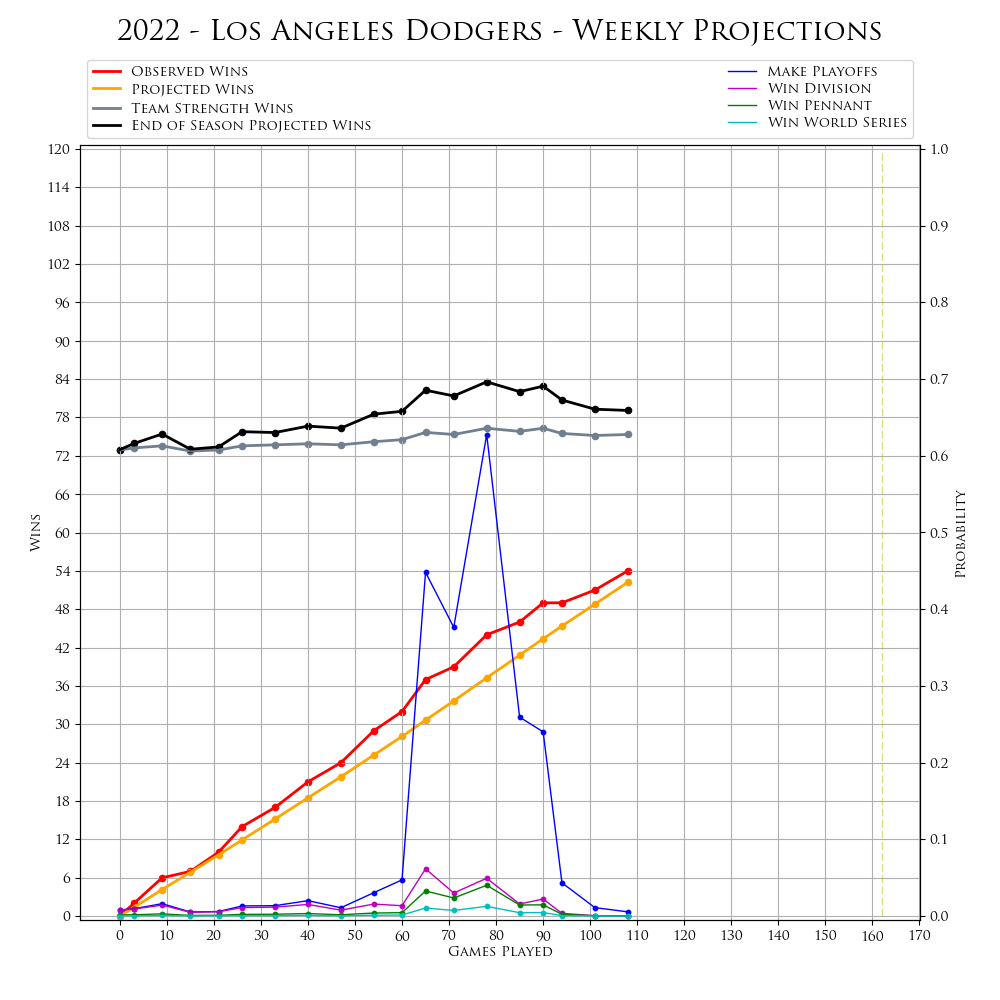 2022 - Los Angeles Dodgers - Weekly Projections
Observed Wins
Projected Wins
Team Strength Wins
End of Season Projected Wins
Make Playoffs
Win Division
Win Pennant
Win World Series
120
114
108
102
96
90
84
78
72
66
60
54
48
42
36
30
24
18
12
6
0
Wins
1.0
0.9
0.8
0.7
0.6
0.5
0.4
0.3
0.2
0.1
0.0
Probability
0 10 20 30 40 50 60 70 80 90 100 110 120 130 140 150 160 170
Games Played